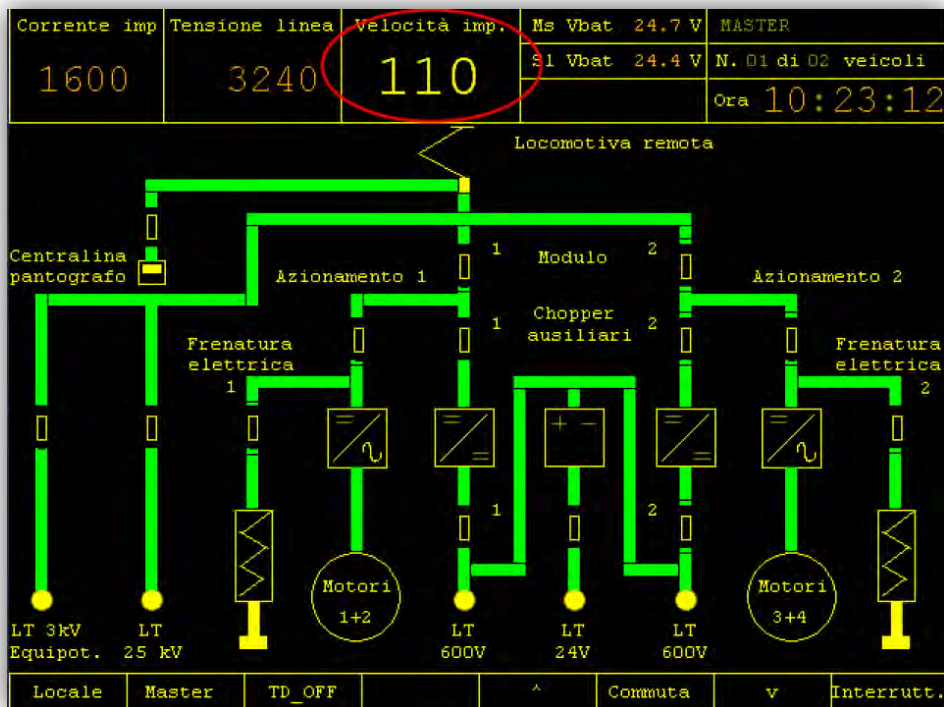 Corrente imp
1600
Tensione linea
3240
Velocità imp.
110
Ms Vbat 24.7 V
Sl Vbat 24.4 V
MASTER
N. 01 di 02 veicoli
Ora 10:23:12
Locomotiva remota
Centralina
pantografo
Azionamento 1
1
Modulo
2
Azionamento 2
1
Chopper
ausiliari
2
Frenatura
elettrica
1
Frenatura
elettrica
2
1
2
Motori
1+2
Motori
3+4
LT 3kV
Equipot.
LT
25 kV
LT
600V
LT
24V
LT
600V
Locale
Master
TD_OFF
^
Commuta
v
Interrutt.